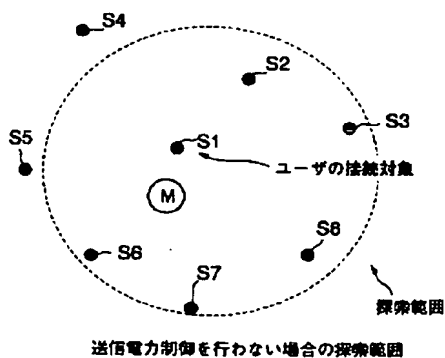 S4
S2
S3
S1
S5
ユーザの接続対象
M
S6
S8
S7
探索範囲
送信電力制御を行わない場合の探索範囲